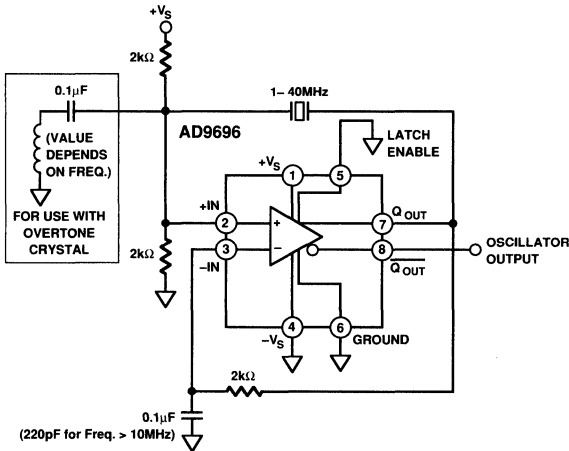 +VS
2kΩ
0.1µF
1– 40MHz
(VALUE
DEPENDS
ON FREQ.)
AD9696
LATCH
ENABLE
+VS
1
5
FOR USE WITH
OVERTONE
CRYSTAL
+IN
2
+
7
QOUT
3
–
8
OSCILLATOR
OUTPUT
–IN
QOUT
2kΩ
4
6
GROUND
–VS
2kΩ
0.1µF
(220pF for Freq. > 10MHz)